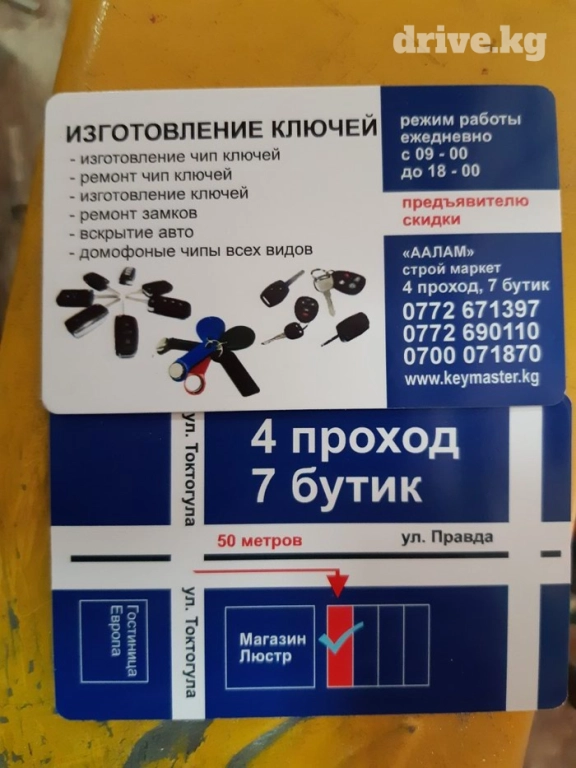 drive.kg
ИЗГОТОВЛЕНИЕ КЛЮЧЕЙ
- изготовление чип ключей
- ремонт чип ключей
- изготовление ключей
- ремонт замков
- вскрытие авто
- домофоные чипы всех видов
режим работы
ежедневно
с 09 - 00
до 18 - 00
предъявителю
скидки
«ААЛАМ»
строй маркет
4 проход, 7 бутик
0772 671397
0772 690110
0700 071870
www.keymaster.kg
4 проход
7 бутик
ул. Токтогула
50 метров
ул. Правда
Гостиница
Европа
ул. Токтогула
Магазин
Люстр